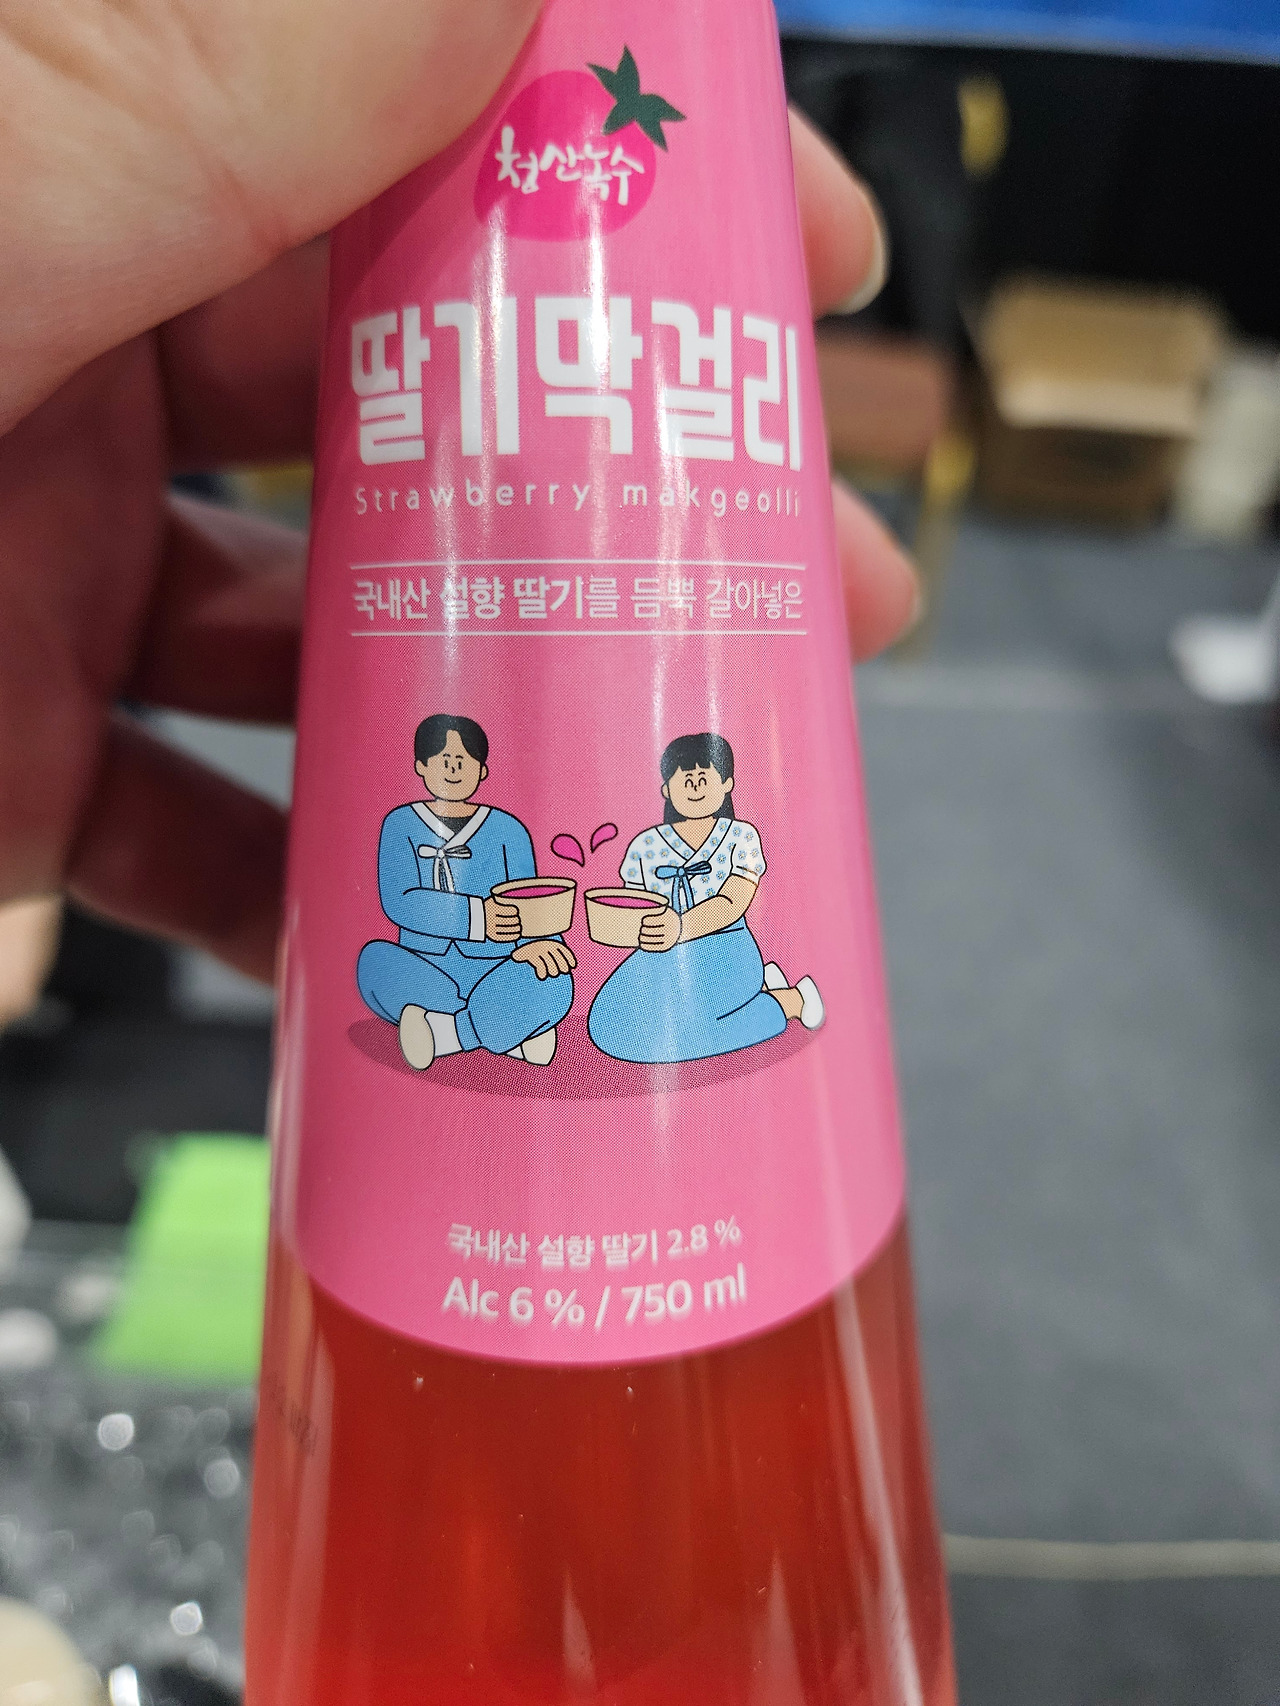 청산녹수
딸기막걸리
Strawberry makgeolli
국내산 설향 딸기를 듬뿍 갈아넣은
국내산 설향 딸기 2.8 %
Alc 6 % / 750 ml